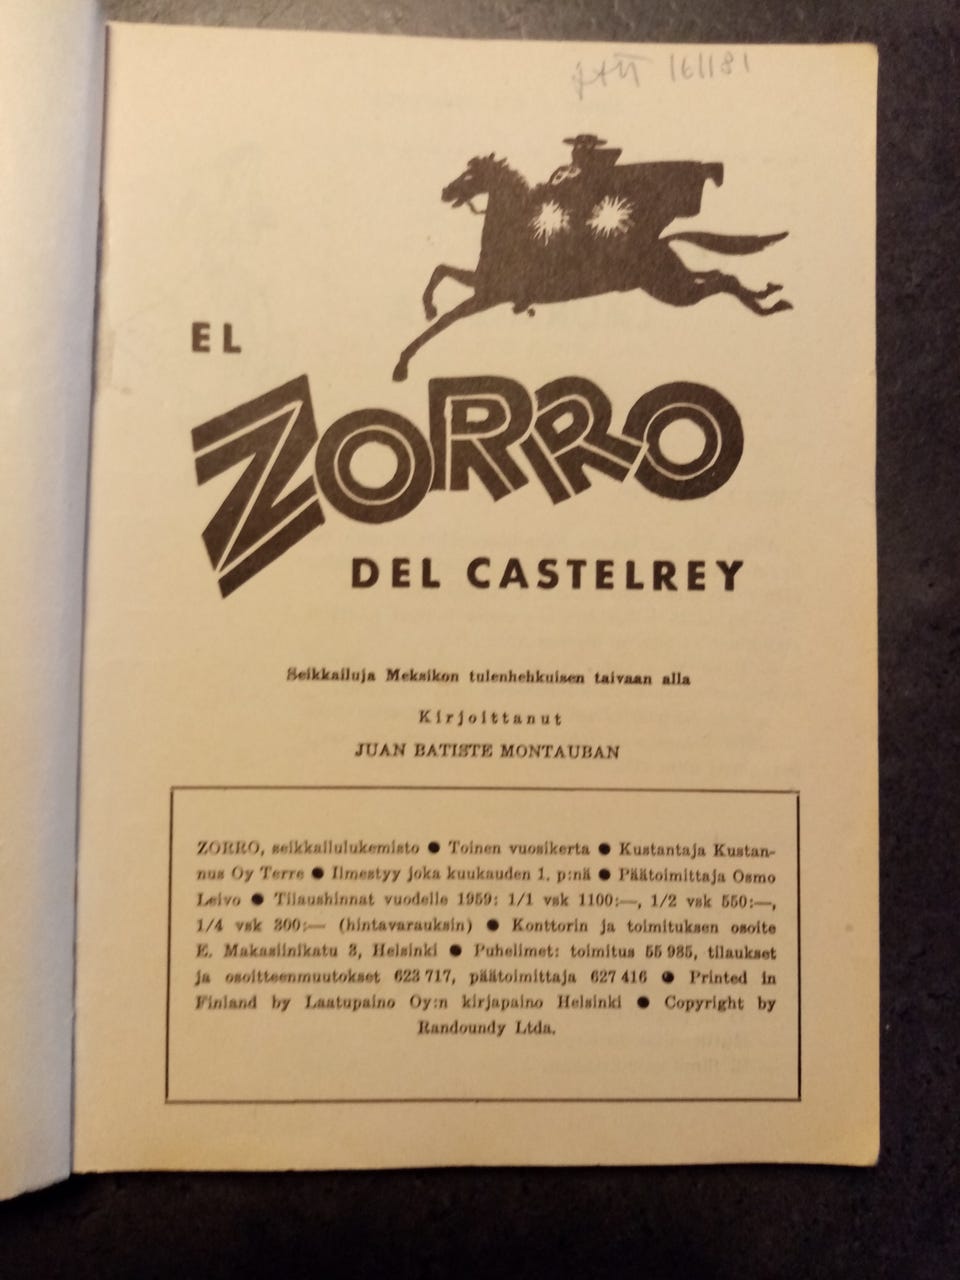 161181
EL
ZORRO
DEL CASTELREY
Seikkailuja Meksikon tulenhehkuisen taivaan alla
Kirjoittanut
JUAN BATISTE MONTAUBAN
ZORRO, seikkailulukemisto ● Toinen vuosikerta ● Kustantaja Kustan-
nus Oy Terre ● Ilmestyy joka kuukauden 1. p:nä ● Päätoimittaja Osmo
Leivo ● Tilaushinnat vuodelle 1959: 1/1 vsk 1100:—, 1/2 vsk 550:—,
1/4 vsk 300:— (hintavarauksin) ● Konttorin ja toimituksen osoite
E. Makasiinikatu 3, Helsinki ● Puhelimet: toimitus 55 985, tilaukset
ja osoitteenmuutokset 623 717, päätoimittaja 627 416 ● Printed in
Finland by Laatupaino Oy:n kirjapaino Helsinki ● Copyright by
Randoundy Ltda.